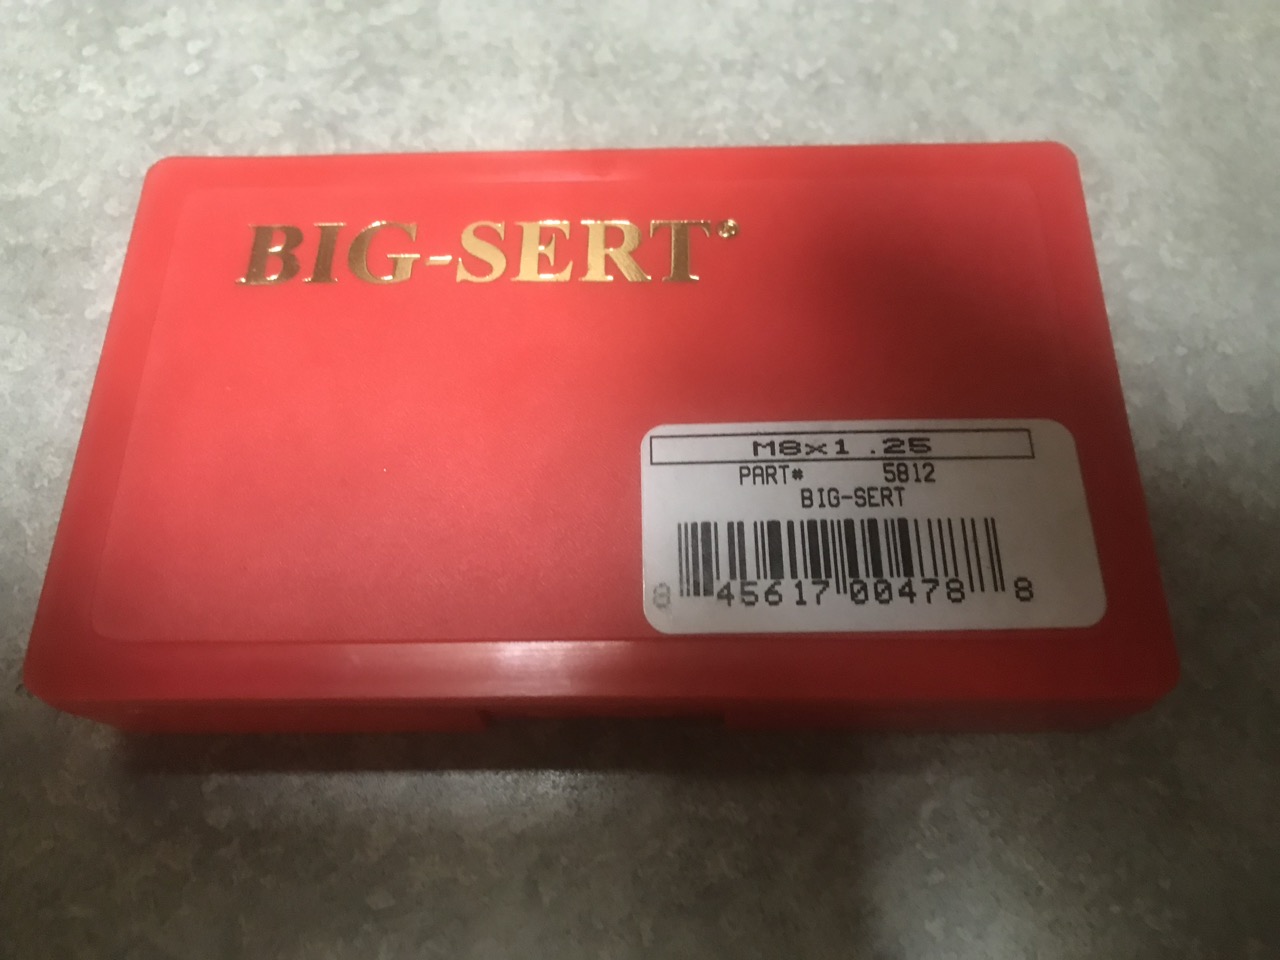 BIG-SERT®
M8x1.25
PART# 5812
BIG-SERT
8 45617 00478 8